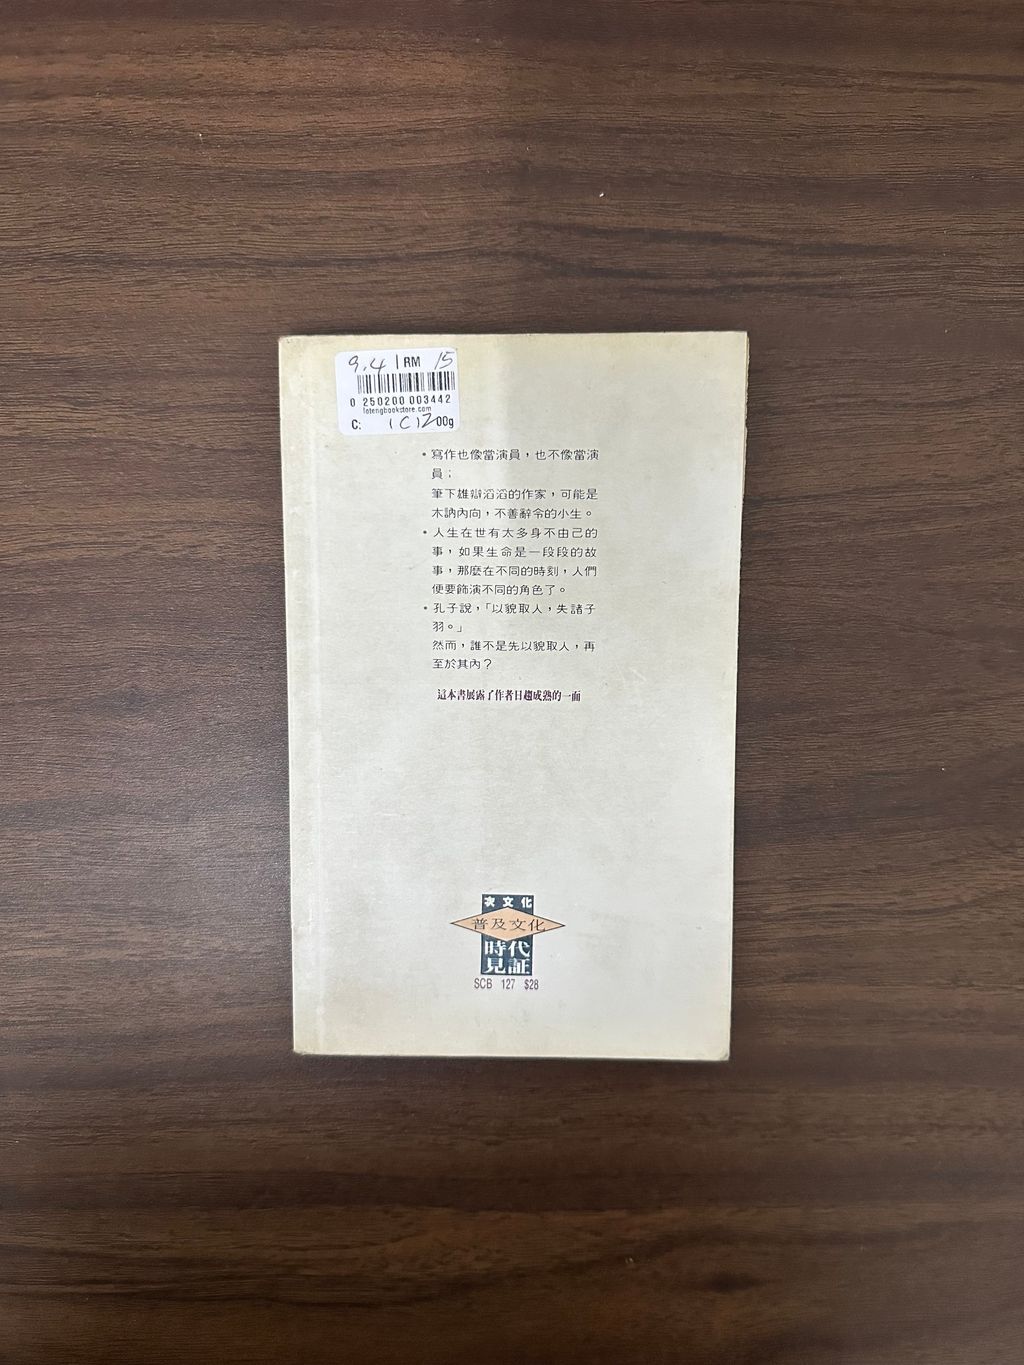 9.4 | RM 15
0 250200 003442
lotengbookstore.com
C: 00g
•寫作也像當演員，也不像當演
員；
筆下雄辯滔滔的作家，可能是
木訥內向，不善辭令的小生。
•人生在世有太多身不由己的
事，如果生命是一段段的故
事，那麼在不同的時刻，人們
便要飾演不同的角色了。
•孔子說，「以貌取人，失諸子
羽。」
然而，誰不是先以貌取人，再
至於其內？
這本書展露了作者日趨成熟的一面
次文化
普及文化
時代
見証
SCB 127 $28